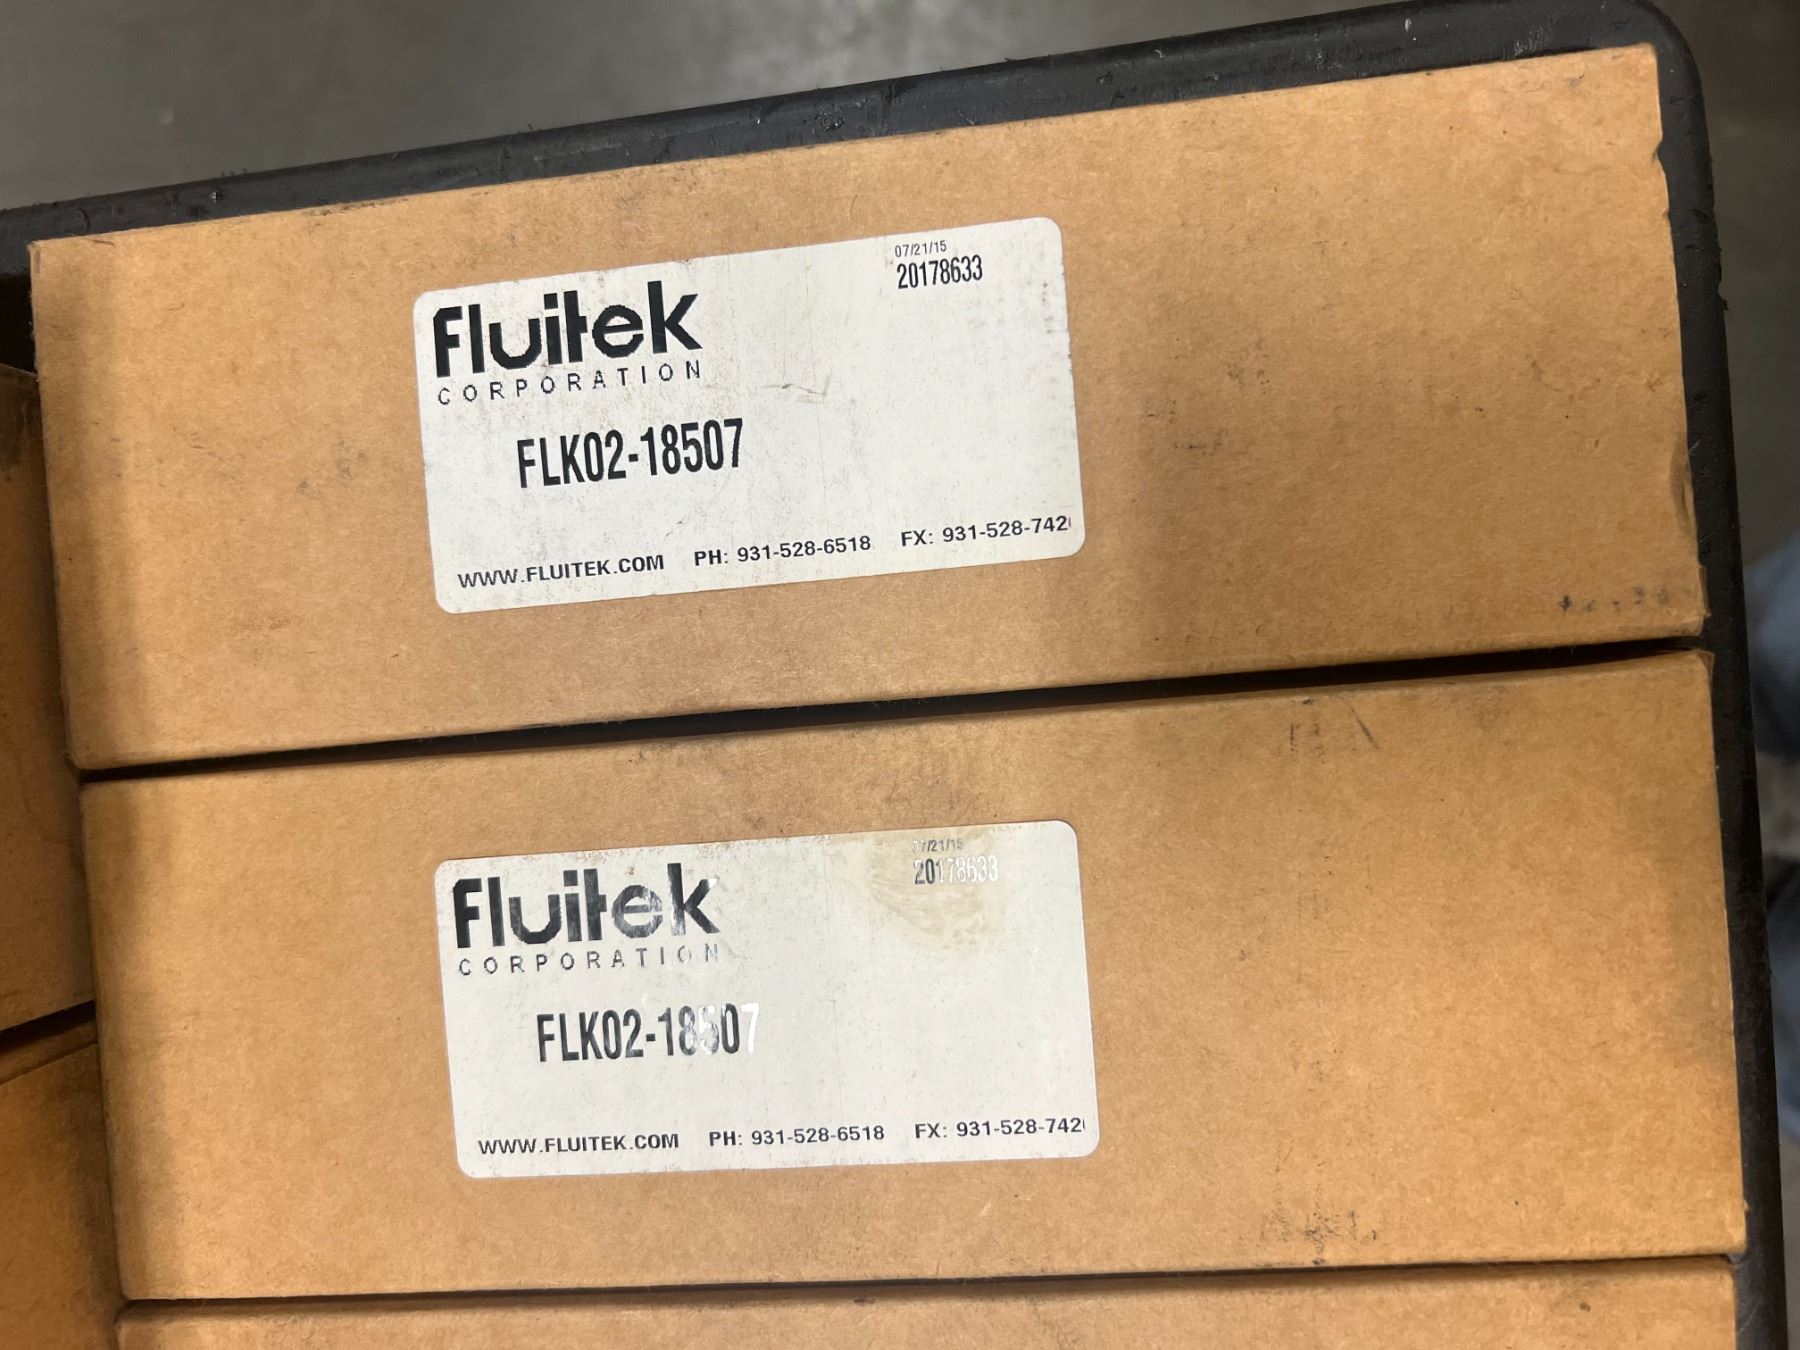 07/21/15
20178633
Fluitek
CORPORATION
FLK02-18507
WWW.FLUITEK.COM PH: 931-528-6518 FX: 931-528-742
07/21/15
20178633
Fluitek
CORPORATION
FLK02-18507
WWW.FLUITEK.COM PH: 931-528-6518 FX: 931-528-742